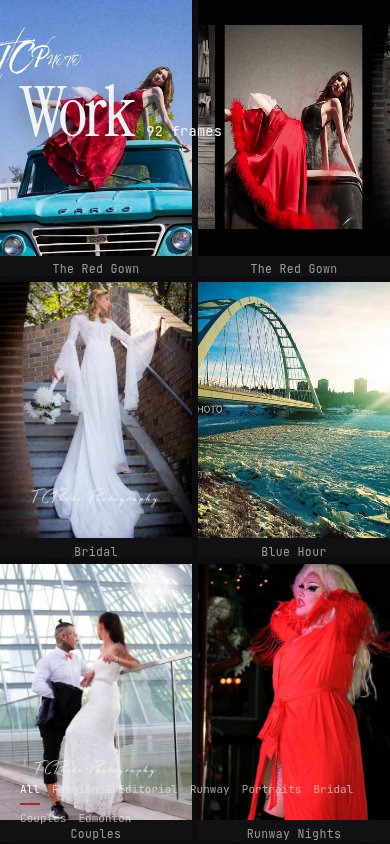 TCPHOTO
Work 92 frames
FARGO
The Red Gown
The Red Gown
HOTO
TCPhoto Photography
Bridal
Blue Hour
TCPhoto Photography
All Fashion & Editorial Runway Portraits Bridal
Couples Edmonton
Couples
Runway Nights